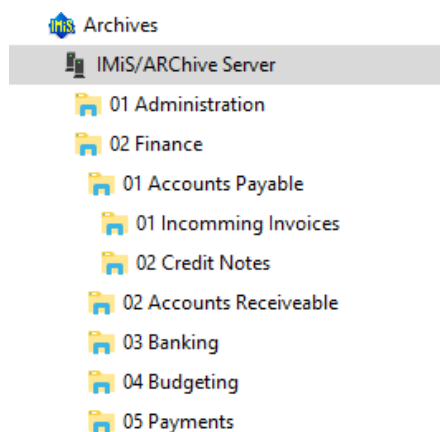 IMiS Archives
IMiS/ARChive Server
01 Administration
02 Finance
01 Accounts Payable
01 Incomming Invoices
02 Credit Notes
02 Accounts Receiveable
03 Banking
04 Budgeting
05 Payments